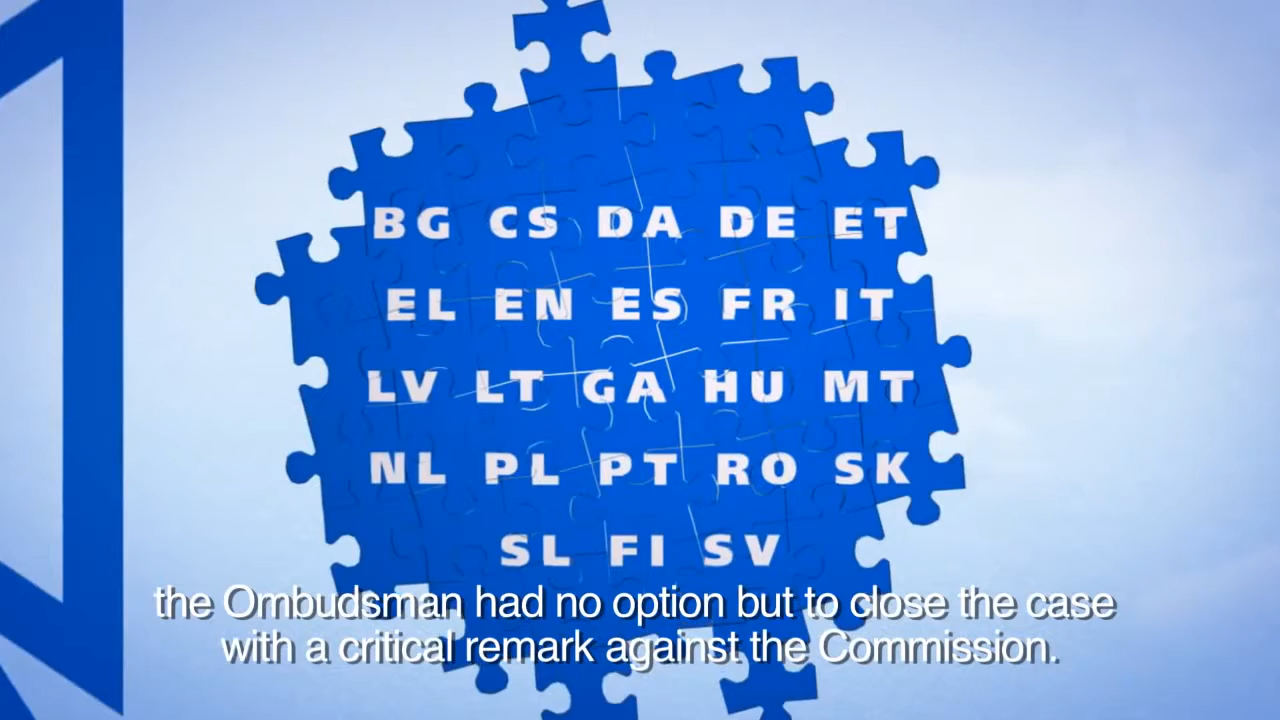 BG CS DA DE ET
EL EN ES FR IT
LV LT GA HU MT
NL PL PT RO SK
SL FI SV
the Ombudsman had no option but to close the case
with a critical remark against the Commission.